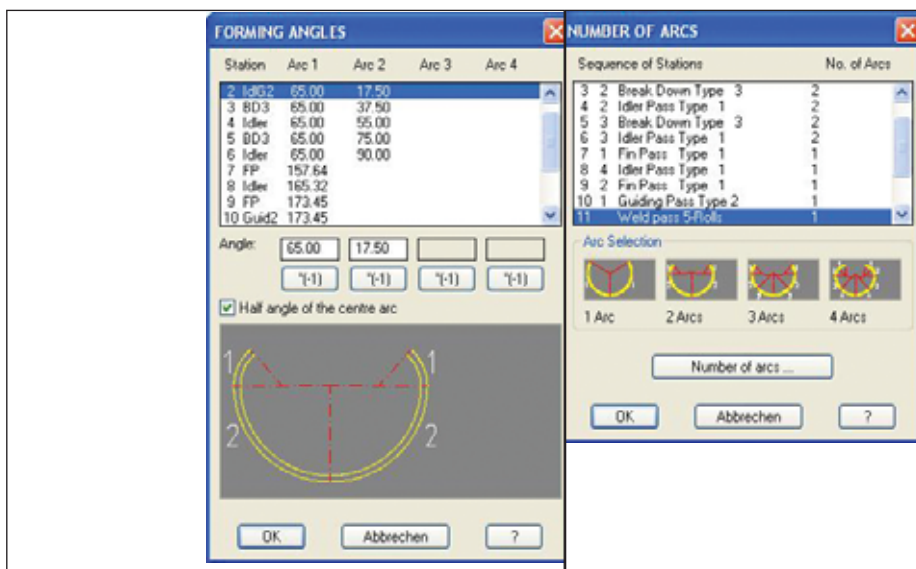 FORMING ANGLES
Station Arc 1 Arc 2 Arc 3 Arc 4
2 IdlG2 65.00 17.50
3 BD3 65.00 37.50
4 Idler 65.00 55.00
5 BD3 65.00 75.00
6 Idler 65.00 90.00
7 FP 157.64
8 Idler 165.32
9 FP 173.45
10 Guid2 173.45
Angle: 65.00 17.50
*(-1) *(-1) *(-1) *(-1)
Half angle of the centre arc
1 1
2 2
OK Abbrechen ?
NUMBER OF ARCS
Sequence of Stations No. of Arcs
3 2 Break Down Type 3 2
4 2 Idler Pass Type 1 2
5 3 Break Down Type 3 2
6 3 Idler Pass Type 1 2
7 1 Fin Pass Type 1 1
8 4 Idler Pass Type 1 1
9 2 Fin Pass Type 1 1
10 1 Guiding Pass Type 2 1
11 Weld pass 5-Rolls 1
Arc Selection
1 Arc 2 Arcs 3 Arcs 4 Arcs
Number of arcs ...
OK Abbrechen ?